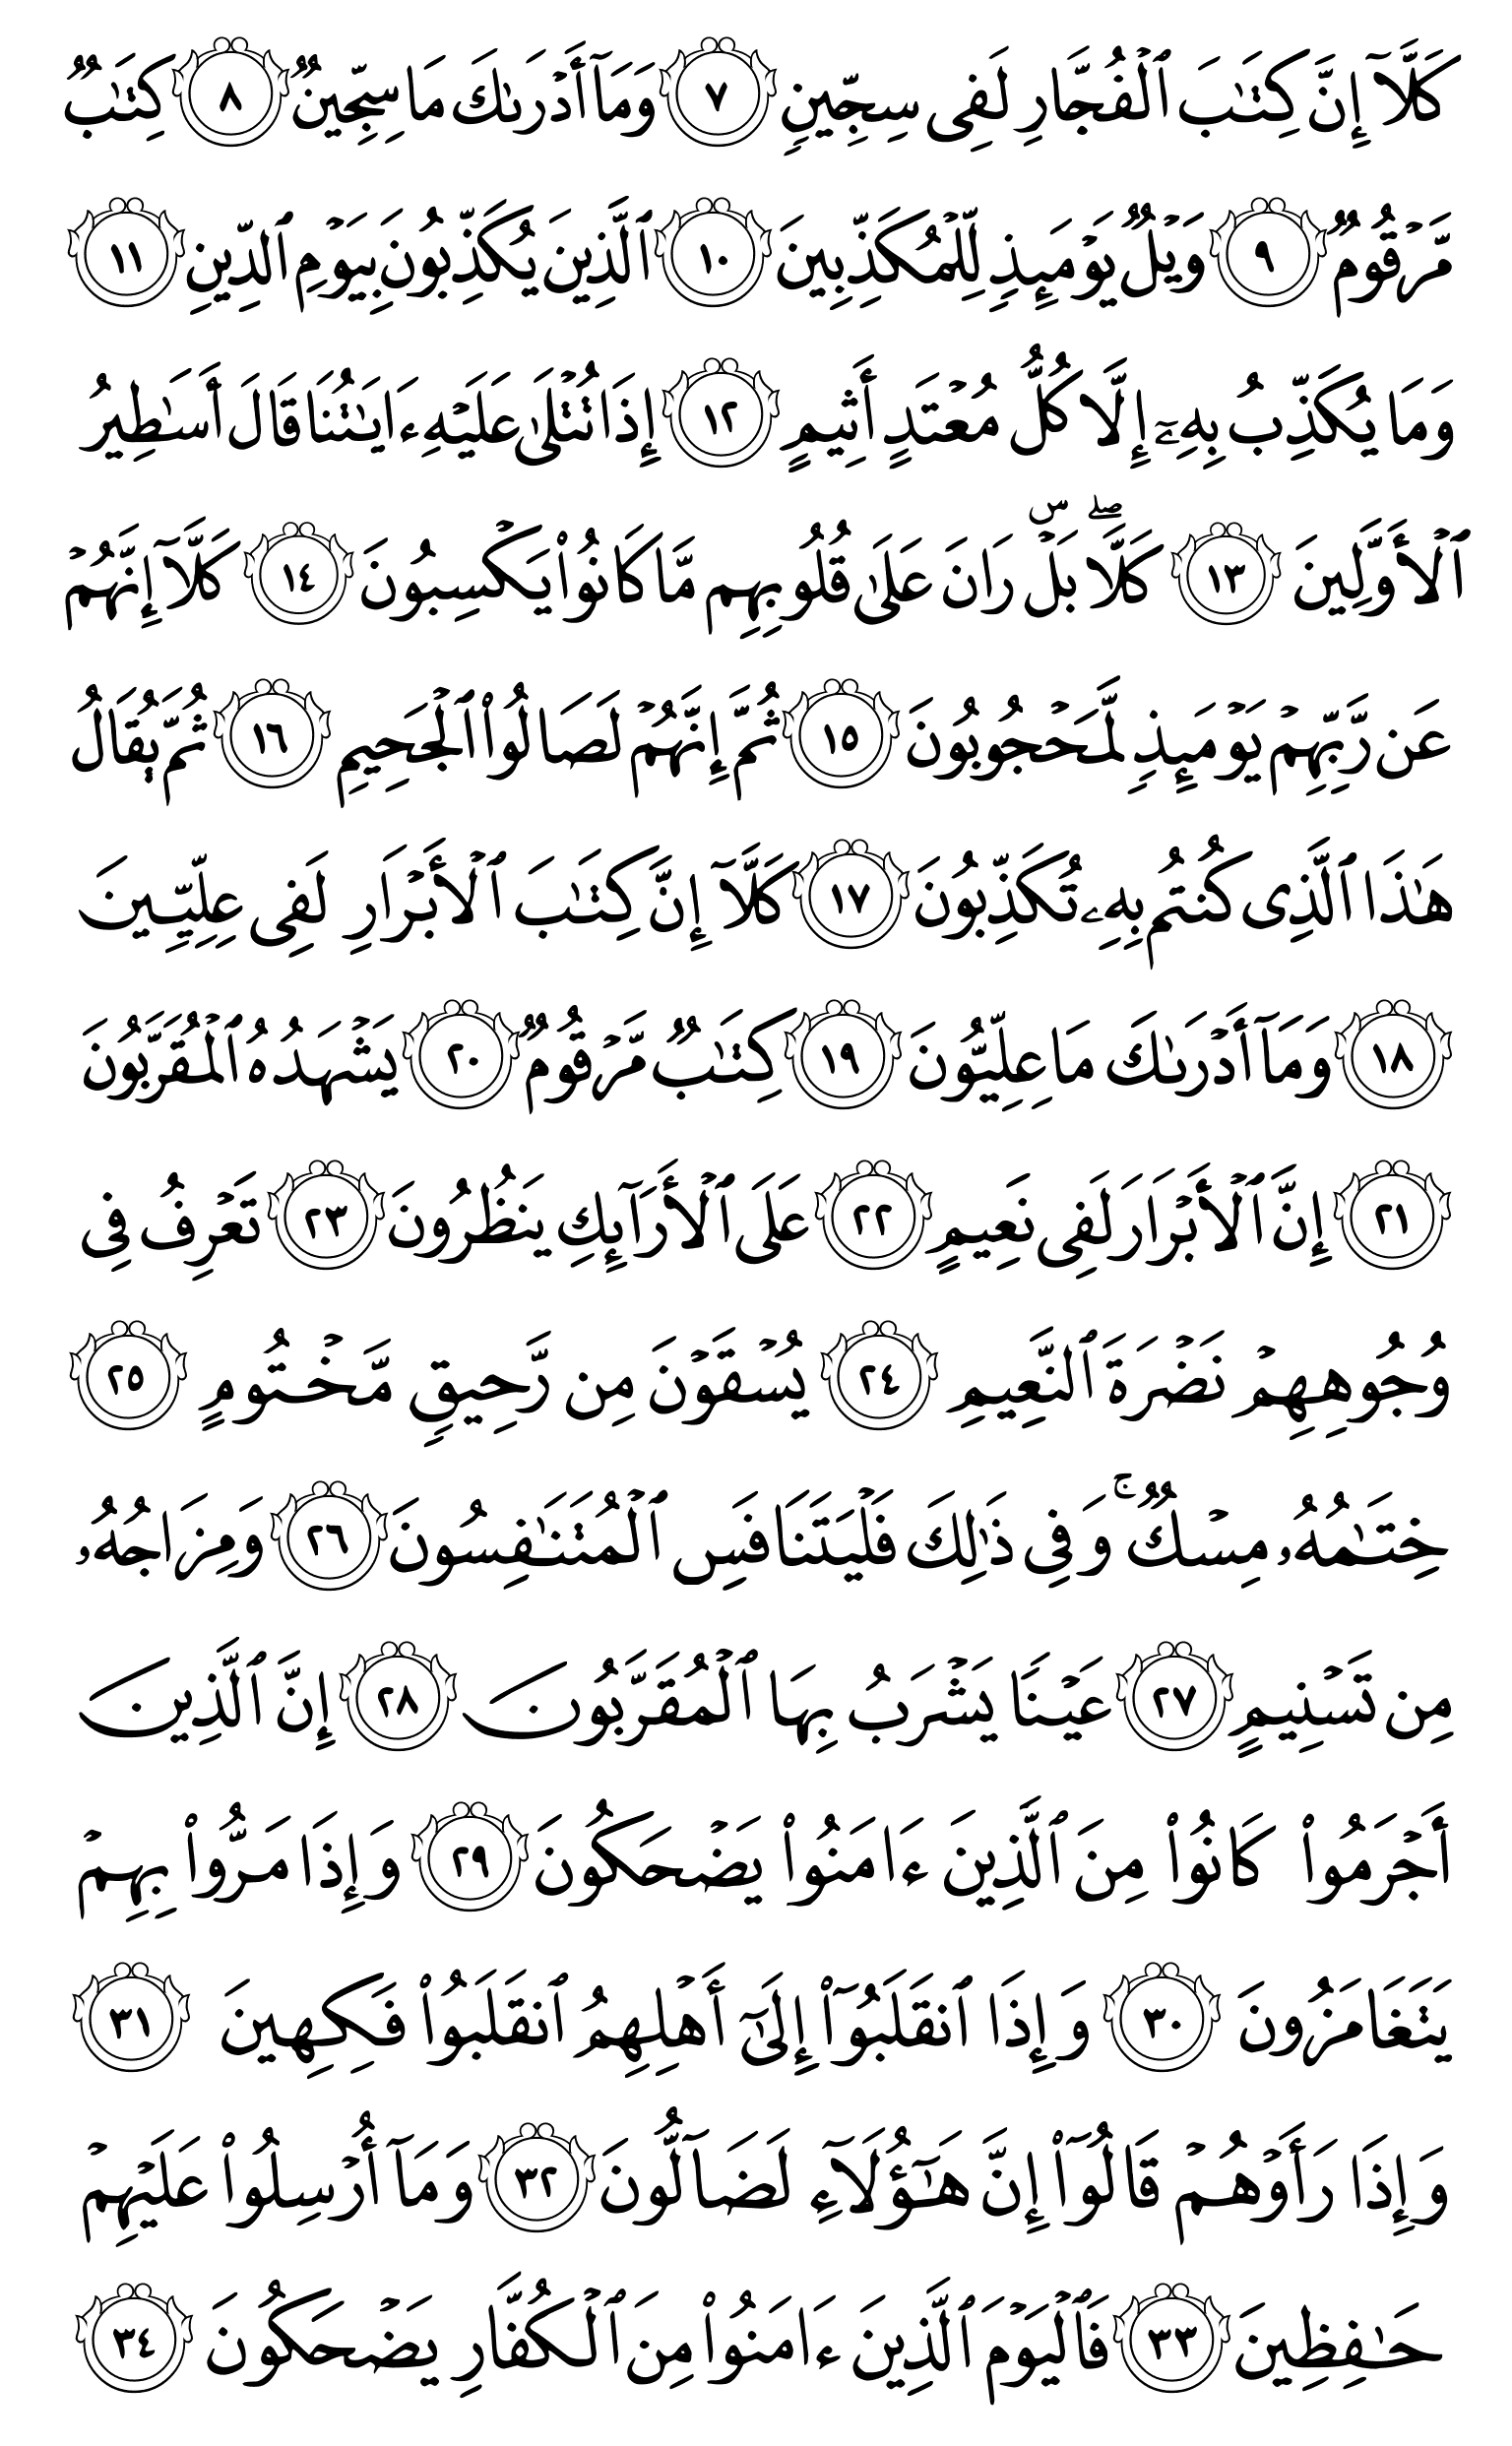 كَلَّآ إِنَّ كِتَٰبَ ٱلْفُجَّارِ لَفِى سِجِّينٍ ٧ وَمَآ أَدْرَىٰكَ مَا سِجِّينٌ ٨ كِتَٰبٌ
مَّرْقُومٌ ٩ وَيْلٌ يَوْمَئِذٍ لِّلْمُكَذِّبِينَ ١٠ ٱلَّذِينَ يُكَذِّبُونَ بِيَوْمِ ٱلدِّينِ ١١
وَمَا يُكَذِّبُ بِهِۦٓ إِلَّا كُلُّ مُعْتَدٍ أَثِيمٍ ١٢ إِذَا تُتْلَىٰ عَلَيْهِ ءَايَٰتُنَا قَالَ أَسَٰطِيرُ
ٱلْأَوَّلِينَ ١٣ كَلَّا ۖ بَلْ ۜ رَانَ عَلَىٰ قُلُوبِهِم مَّا كَانُوا۟ يَكْسِبُونَ ١٤ كَلَّآ إِنَّهُمْ
عَن رَّبِّهِمْ يَوْمَئِذٍ لَّمَحْجُوبُونَ ١٥ ثُمَّ إِنَّهُمْ لَصَالُوا۟ ٱلْجَحِيمِ ١٦ ثُمَّ يُقَالُ
هَٰذَا ٱلَّذِى كُنتُم بِهِۦ تُكَذِّبُونَ ١٧ كَلَّآ إِنَّ كِتَٰبَ ٱلْأَبْرَارِ لَفِى عِلِّيِّينَ
١٨ وَمَآ أَدْرَىٰكَ مَا عِلِّيُّونَ ١٩ كِتَٰبٌ مَّرْقُومٌ ٢٠ يَشْهَدُهُ ٱلْمُقَرَّبُونَ
٢١ إِنَّ ٱلْأَبْرَارَ لَفِى نَعِيمٍ ٢٢ عَلَى ٱلْأَرَآئِكِ يَنظُرُونَ ٢٣ تَعْرِفُ فِى
وُجُوهِهِمْ نَضْرَةَ ٱلنَّعِيمِ ٢٤ يُسْقَوْنَ مِن رَّحِيقٍ مَّخْتُومٍ ٢٥
خِتَٰمُهُۥ مِسْكٌ ۚ وَفِى ذَٰلِكَ فَلْيَتَنَافَسِ ٱلْمُتَنَٰفِسُونَ ٢٦ وَمِزَاجُهُۥ
مِن تَسْنِيمٍ ٢٧ عَيْنًا يَشْرَبُ بِهَا ٱلْمُقَرَّبُونَ ٢٨ إِنَّ ٱلَّذِينَ
أَجْرَمُوا۟ كَانُوا۟ مِنَ ٱلَّذِينَ ءَامَنُوا۟ يَضْحَكُونَ ٢٩ وَإِذَا مَرُّوا۟ بِهِمْ
يَتَغَامَزُونَ ٣٠ وَإِذَا ٱنقَلَبُوٓا۟ إِلَىٰٓ أَهْلِهِمُ ٱنقَلَبُوا۟ فَكِهِينَ ٣١
وَإِذَا رَأَوْهُمْ قَالُوٓا۟ إِنَّ هَٰٓؤُلَآءِ لَضَآلُّونَ ٣٢ وَمَآ أُرْسِلُوا۟ عَلَيْهِمْ
حَٰفِظِينَ ٣٣ فَٱلْيَوْمَ ٱلَّذِينَ ءَامَنُوا۟ مِنَ ٱلْكُفَّارِ يَضْحَكُونَ ٣٤